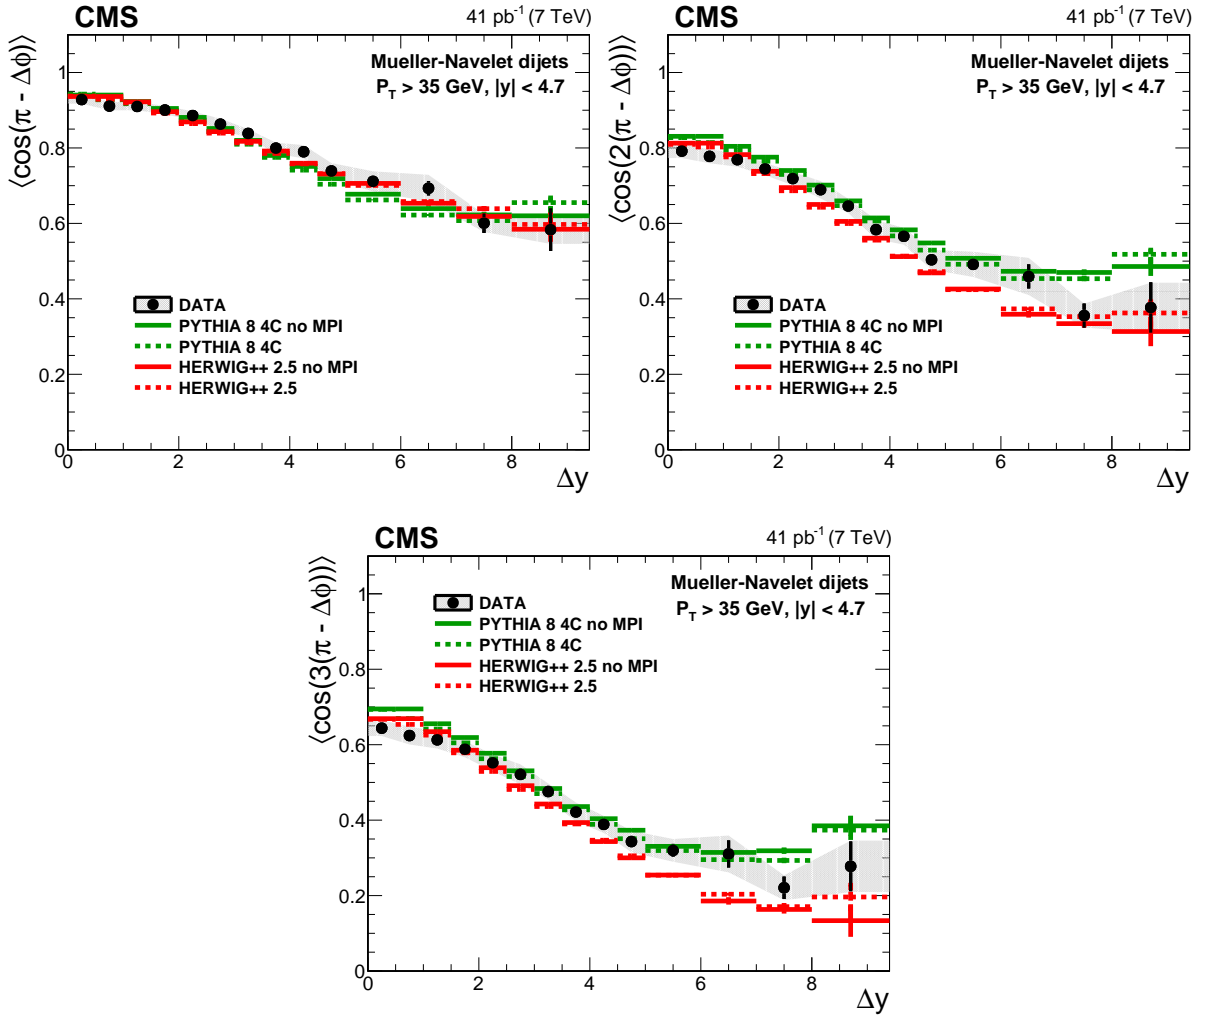 CMS
41 pb⁻¹ (7 TeV)
⟨cos(π - Δϕ)⟩
Mueller-Navelet dijets
P_T > 35 GeV, |y| < 4.7
1
0.8
0.6
0.4
0.2
0
DATA
PYTHIA 8 4C no MPI
PYTHIA 8 4C
HERWIG++ 2.5 no MPI
HERWIG++ 2.5
0 2 4 6 8
Δy
CMS
41 pb⁻¹ (7 TeV)
⟨cos(2(π - Δϕ))⟩
Mueller-Navelet dijets
P_T > 35 GeV, |y| < 4.7
1
0.8
0.6
0.4
0.2
0
DATA
PYTHIA 8 4C no MPI
PYTHIA 8 4C
HERWIG++ 2.5 no MPI
HERWIG++ 2.5
0 2 4 6 8
Δy
CMS
41 pb⁻¹ (7 TeV)
⟨cos(3(π - Δϕ))⟩
Mueller-Navelet dijets
P_T > 35 GeV, |y| < 4.7
1
0.8
0.6
0.4
0.2
0
DATA
PYTHIA 8 4C no MPI
PYTHIA 8 4C
HERWIG++ 2.5 no MPI
HERWIG++ 2.5
0 2 4 6 8
Δy